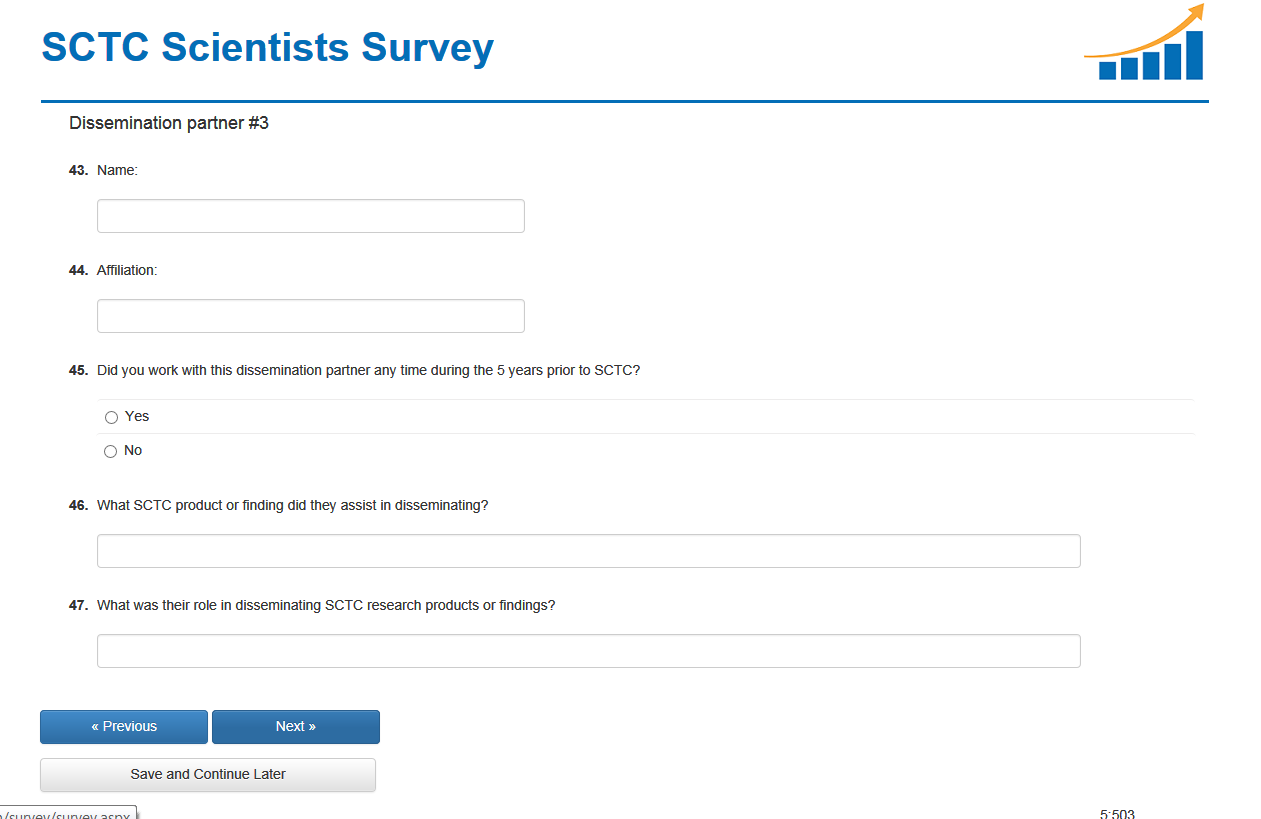 SCTC Scientists Survey
Dissemination partner #3
43. Name:
44. Affiliation:
45. Did you work with this dissemination partner any time during the 5 years prior to SCTC?
Yes
No
46. What SCTC product or finding did they assist in disseminating?
47. What was their role in disseminating SCTC research products or findings?
« Previous
Next »
Save and Continue Later
/survey/survey.aspx
5:503